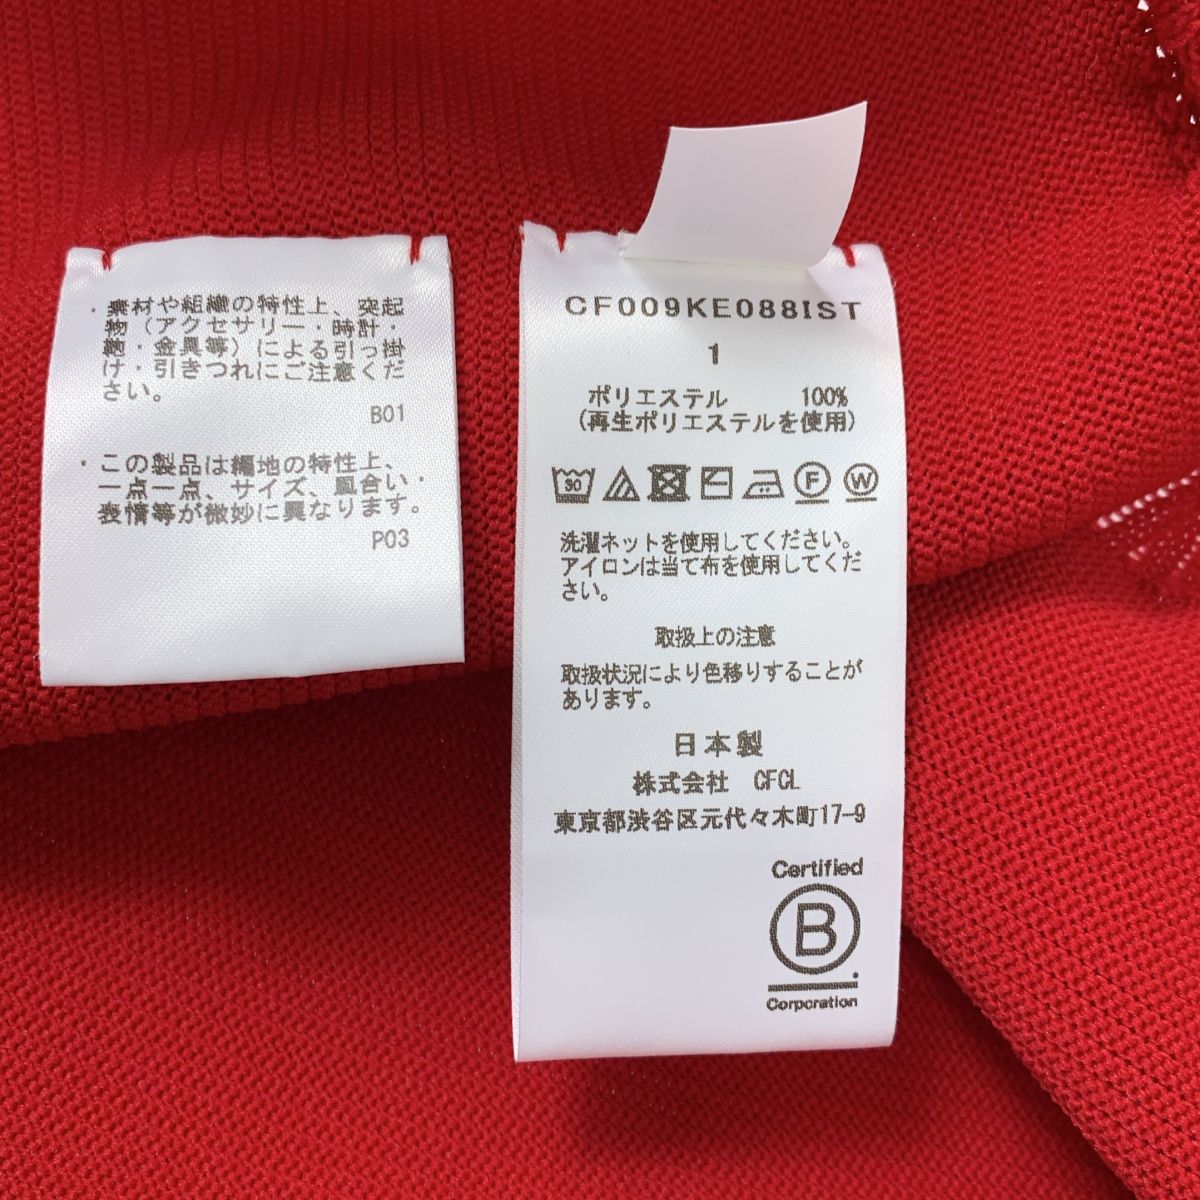 ・素材や組織の特性上、突起
物（アクセサリー・時計・
鞄・金具等）による引っ掛
け・引きつれにご注意くだ
さい。
B01
・この製品は編地の特性上、
一点一点、サイズ、風合い・
表情等が微妙に異なります。
P03
CF009KE088IST
1
ポリエステル 100%
（再生ポリエステルを使用）
30
F W
洗濯ネットを使用してください。
アイロンは当て布を使用してくだ
さい。
取扱上の注意
取扱状況により色移りすることが
あります。
日本製
株式会社 CFCL
東京都渋谷区元代々木町17-9
Certified
B
Corporation